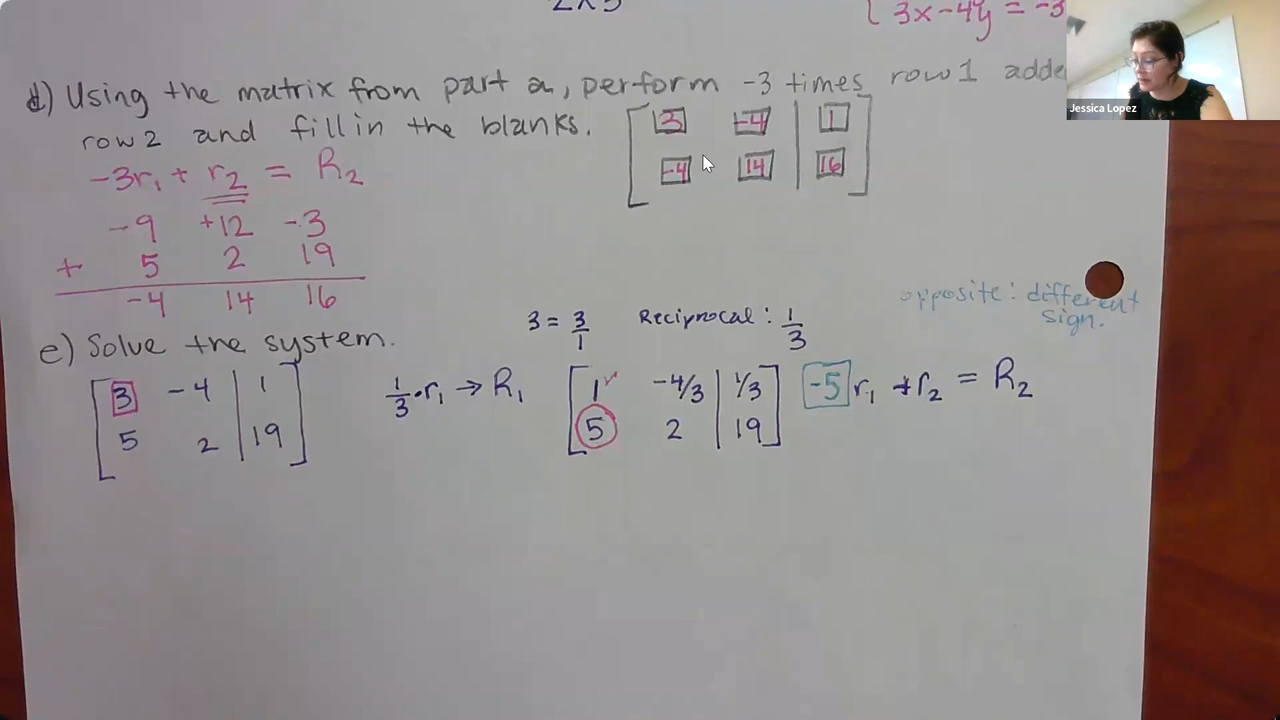 3x-4y = -3
Jessica Lopez
d) Using the matrix from part a, perform -3 times row 1 adde
row 2 and fill in the blanks.
3 -4 1
-4 14 16
-3r₁ + r₂ = R₂
-9 +12 -3
+ 5 2 19
-4 14 16
opposite: different
sign.
3 = 3/1 Reciprocal: 1/3
e) Solve the system.
3 -4 | 1
5 2 | 19
1/3 · r₁ → R₁
1 -4/3 | 1/3
5 2 | 19
-5 r₁ + r₂ = R₂